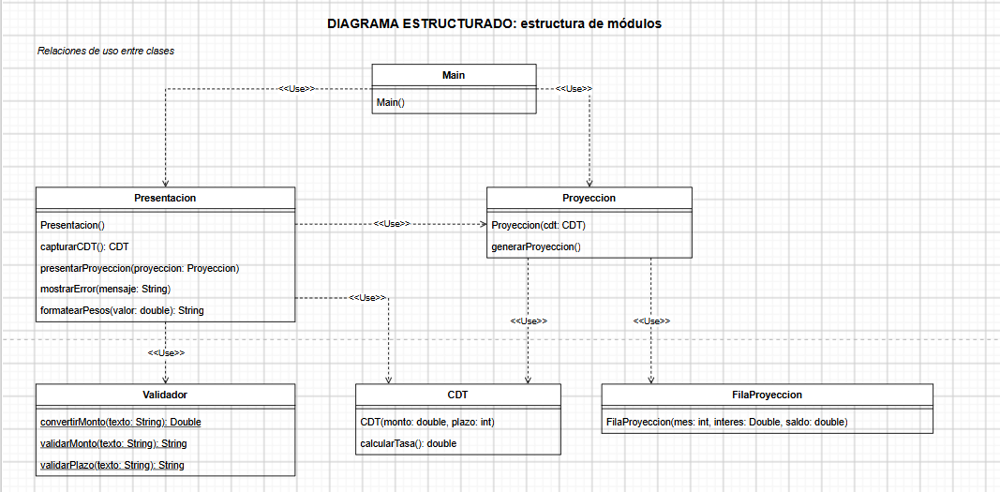 DIAGRAMA ESTRUCTURADO: estructura de módulos
Relaciones de uso entre clases
Main
Main()
<<Use>>
<<Use>>
Presentacion
Presentacion()
capturarCDT(): CDT
presentarProyeccion(proyeccion: Proyeccion)
mostrarError(mensaje: String)
formatearPesos(valor: double): String
<<Use>>
Proyeccion
Proyeccion(cdt: CDT)
generarProyeccion()
<<Use>>
<<Use>>
<<Use>>
<<Use>>
Validador
convertirMonto(texto: String): Double
validarMonto(texto: String): String
validarPlazo(texto: String): String
CDT
CDT(monto: double, plazo: int)
calcularTasa(): double
FilaProyeccion
FilaProyeccion(mes: int, interes: Double, saldo: double)